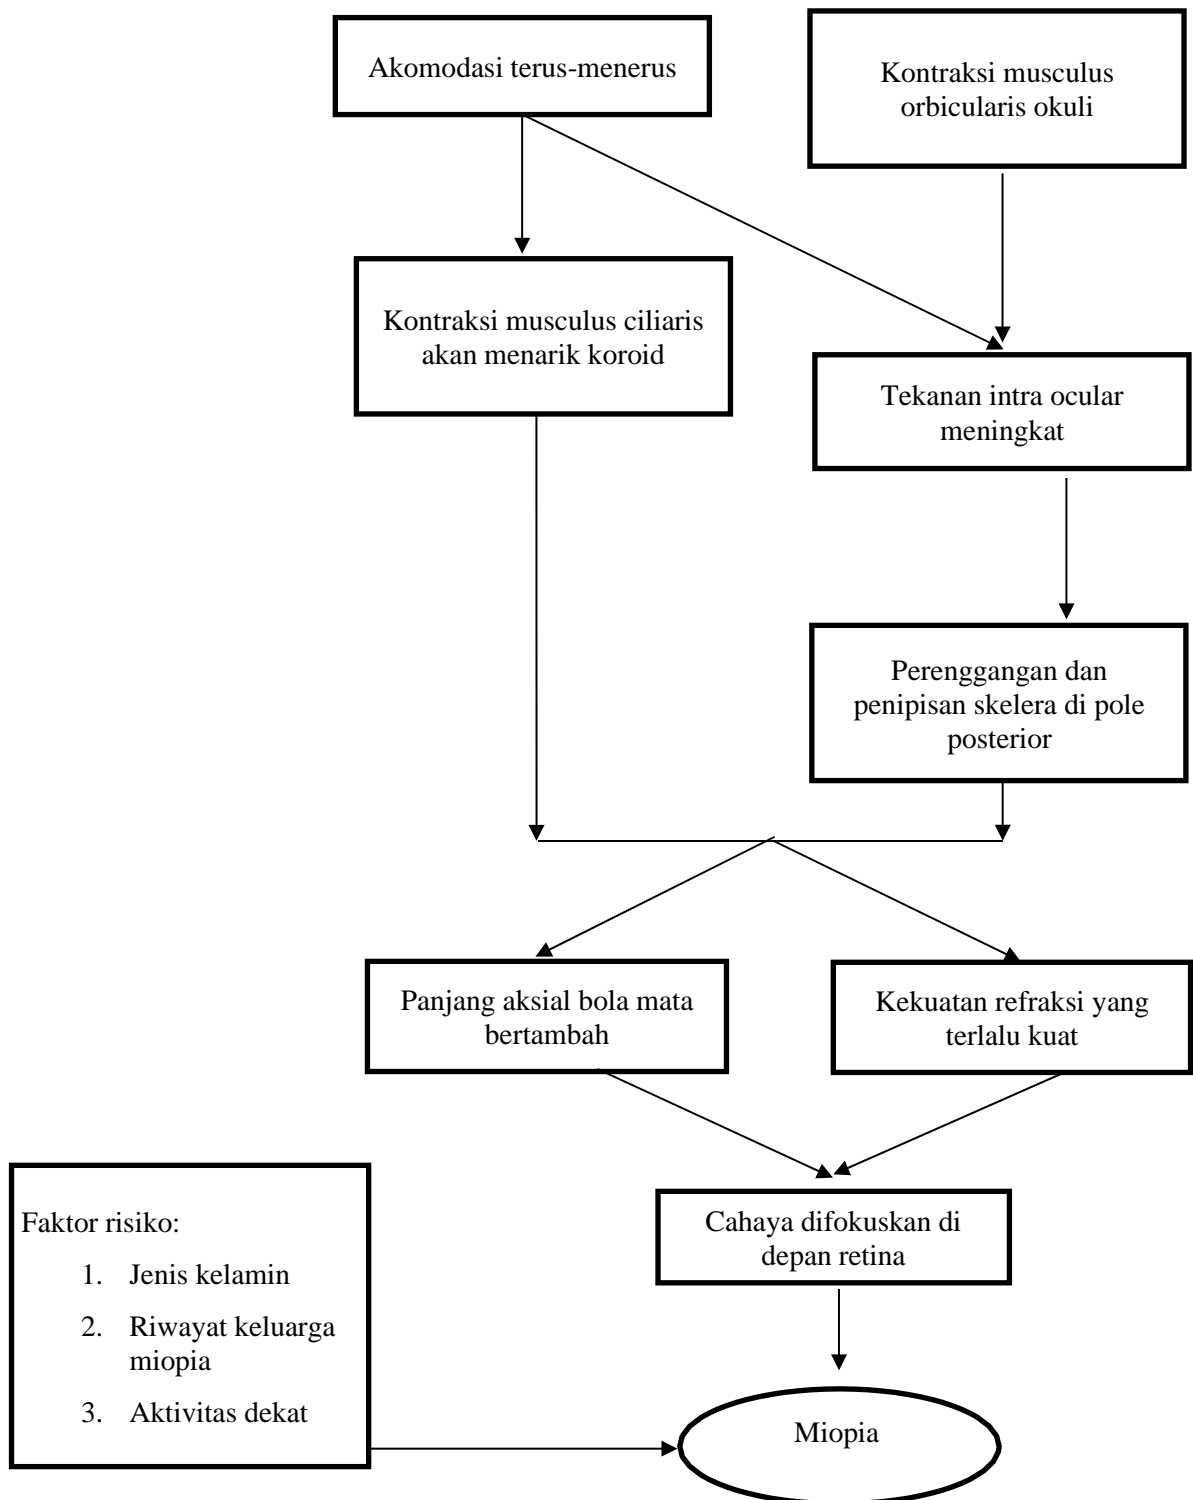 Akomodasi terus-menerus
Kontraksi musculus
orbicularis okuli
Kontraksi musculus ciliaris
akan menarik koroid
Tekanan intra ocular
meningkat
Perenggangan dan
penipisan skelera di pole
posterior
Panjang aksial bola mata
bertambah
Kekuatan refraksi yang
terlalu kuat
Faktor risiko:
1. Jenis kelamin
2. Riwayat keluarga
miopia
3. Aktivitas dekat
Cahaya difokuskan di
depan retina
Miopia